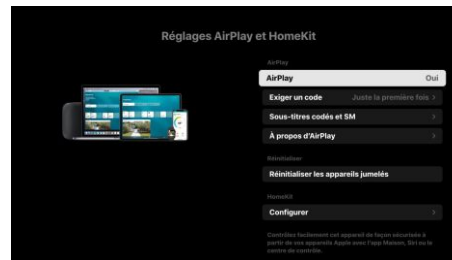 Réglages AirPlay et HomeKit
AirPlay
AirPlay Oui
Exiger un code Juste la première fois >
Sous-titres codés et SM >
À propos d'AirPlay >
Réinitialiser
Réinitialiser les appareils jumelés
HomeKit
Configurer >
Contrôlez facilement cet appareil de façon sécurisée à
partir de vos appareils Apple avec l'app Maison, Siri ou le
centre de contrôle.